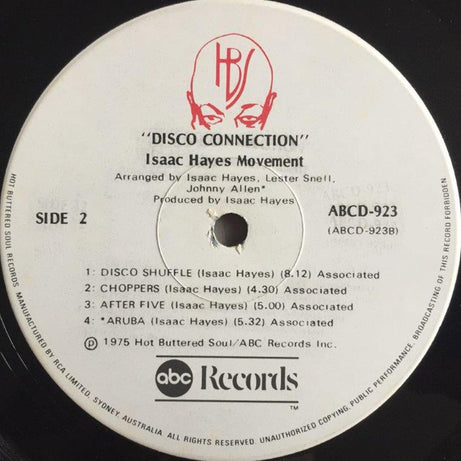 HBS
"DISCO CONNECTION"
Isaac Hayes Movement
Arranged by Isaac Hayes, Lester Snell,
Johnny Allen*
Produced by Isaac Hayes
SIDE 2
ABCD-923
(ABCD-923B)
1: DISCO SHUFFLE (Isaac Hayes) (8.12) Associated
2: CHOPPERS (Isaac Hayes) (4.30) Associated
3: AFTER FIVE (Isaac Hayes) (5.00) Associated
4: *ARUBA (Isaac Hayes) (5.32) Associated
Ⓟ 1975 Hot Buttered Soul/ABC Records Inc.
abc Records
TM
HOT BUTTERED SOUL RECORDS. MANUFACTURED BY RCA LIMITED, SYDNEY, AUSTRALIA. ALL RIGHTS RESERVED. UNAUTHORIZED COPYING, PUBLIC PERFORMANCE, BROADCASTING OF THIS RECORD FORBIDDEN.